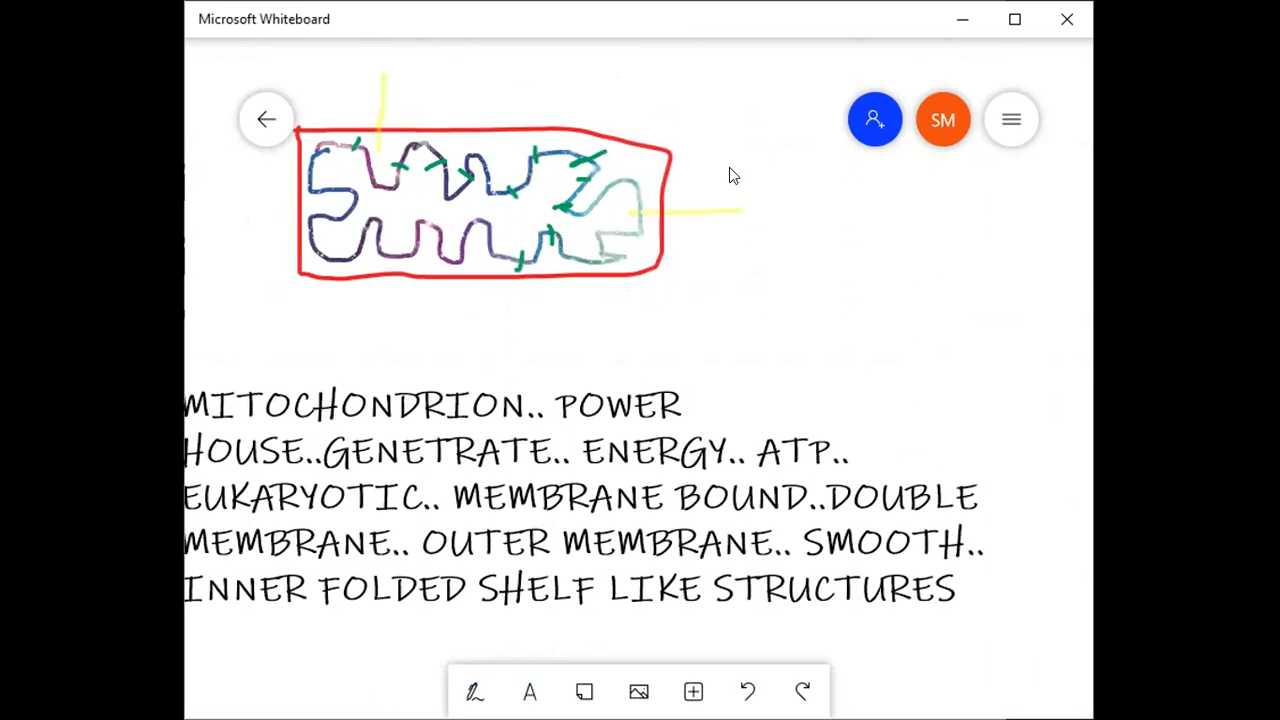 Microsoft Whiteboard
SM
MITOCHONDRION.. POWER
HOUSE..GENETRATE.. ENERGY.. ATP..
EUKARYOTIC.. MEMBRANE BOUND..DOUBLE
MEMBRANE.. OUTER MEMBRANE.. SMOOTH..
INNER FOLDED SHELF LIKE STRUCTURES
A